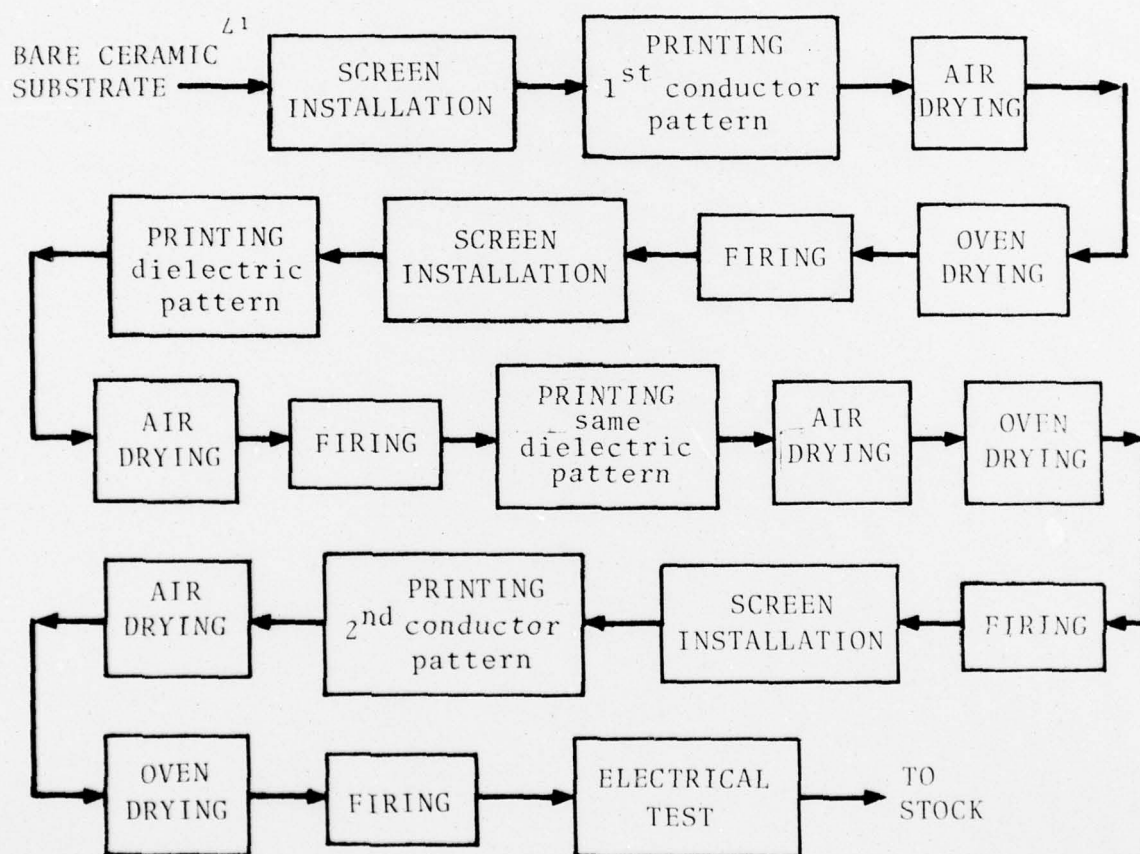 BARE CERAMIC
SUBSTRATE
SCREEN
INSTALLATION
PRINTING
1st conductor
pattern
AIR
DRYING
OVEN
DRYING
FIRING
SCREEN
INSTALLATION
PRINTING
dielectric
pattern
AIR
DRYING
FIRING
PRINTING
same
dielectric
pattern
AIR
DRYING
OVEN
DRYING
FIRING
SCREEN
INSTALLATION
PRINTING
2nd conductor
pattern
AIR
DRYING
OVEN
DRYING
FIRING
ELECTRICAL
TEST
TO
STOCK